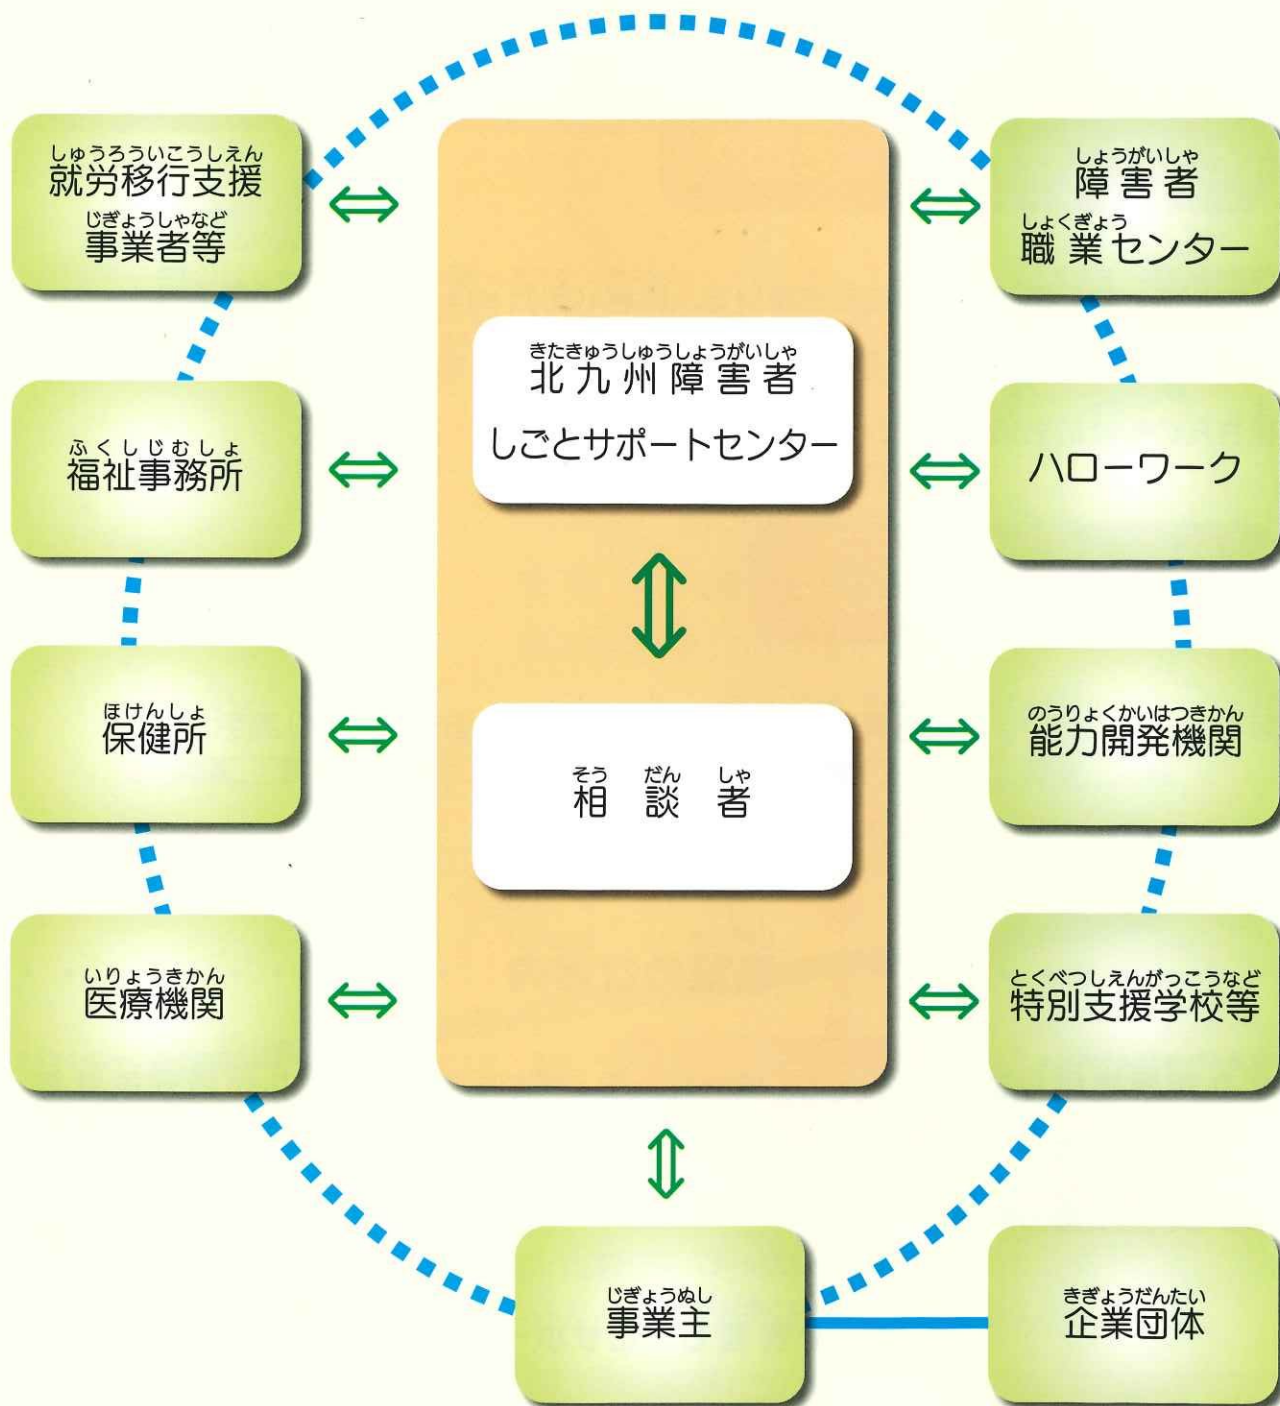 しゅうろういこうしえん
就労移行支援
じぎょうしゃなど
事業者等
ふくしじむしょ
福祉事務所
ほけんしょ
保健所
いりょうきかん
医療機関
きたきゅうしゅうしょうがいしゃ
北九州障害者
しごとサポートセンター
そう だん しゃ
相 談 者
しょうがいしゃ
障害者
しょくぎょう
職業センター
ハローワーク
のうりょくかいはつきかん
能力開発機関
とくべつしえんがっこうなど
特別支援学校等
じぎょうぬし
事業主
きぎょうだんたい
企業団体